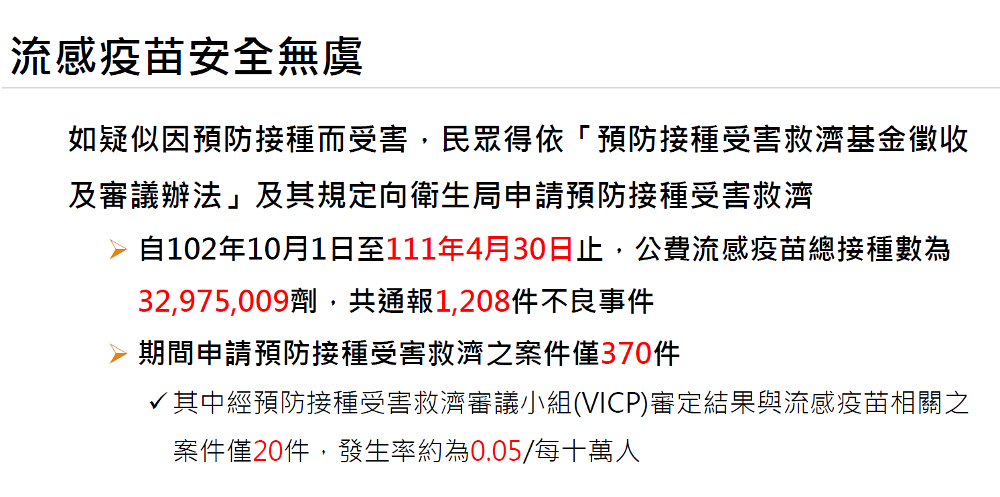 流感疫苗安全無虞
如疑似因預防接種而受害，民眾得依「預防接種受害救濟基金徵收
及審議辦法」及其規定向衛生局申請預防接種受害救濟
➢ 自102年10月1日至111年4月30日止，公費流感疫苗總接種數為
32,975,009劑，共通報1,208件不良事件
➢ 期間申請預防接種受害救濟之案件僅370件
✓ 其中經預防接種受害救濟審議小組(VICP)審定結果與流感疫苗相關之
案件僅20件，發生率約為0.05/每十萬人